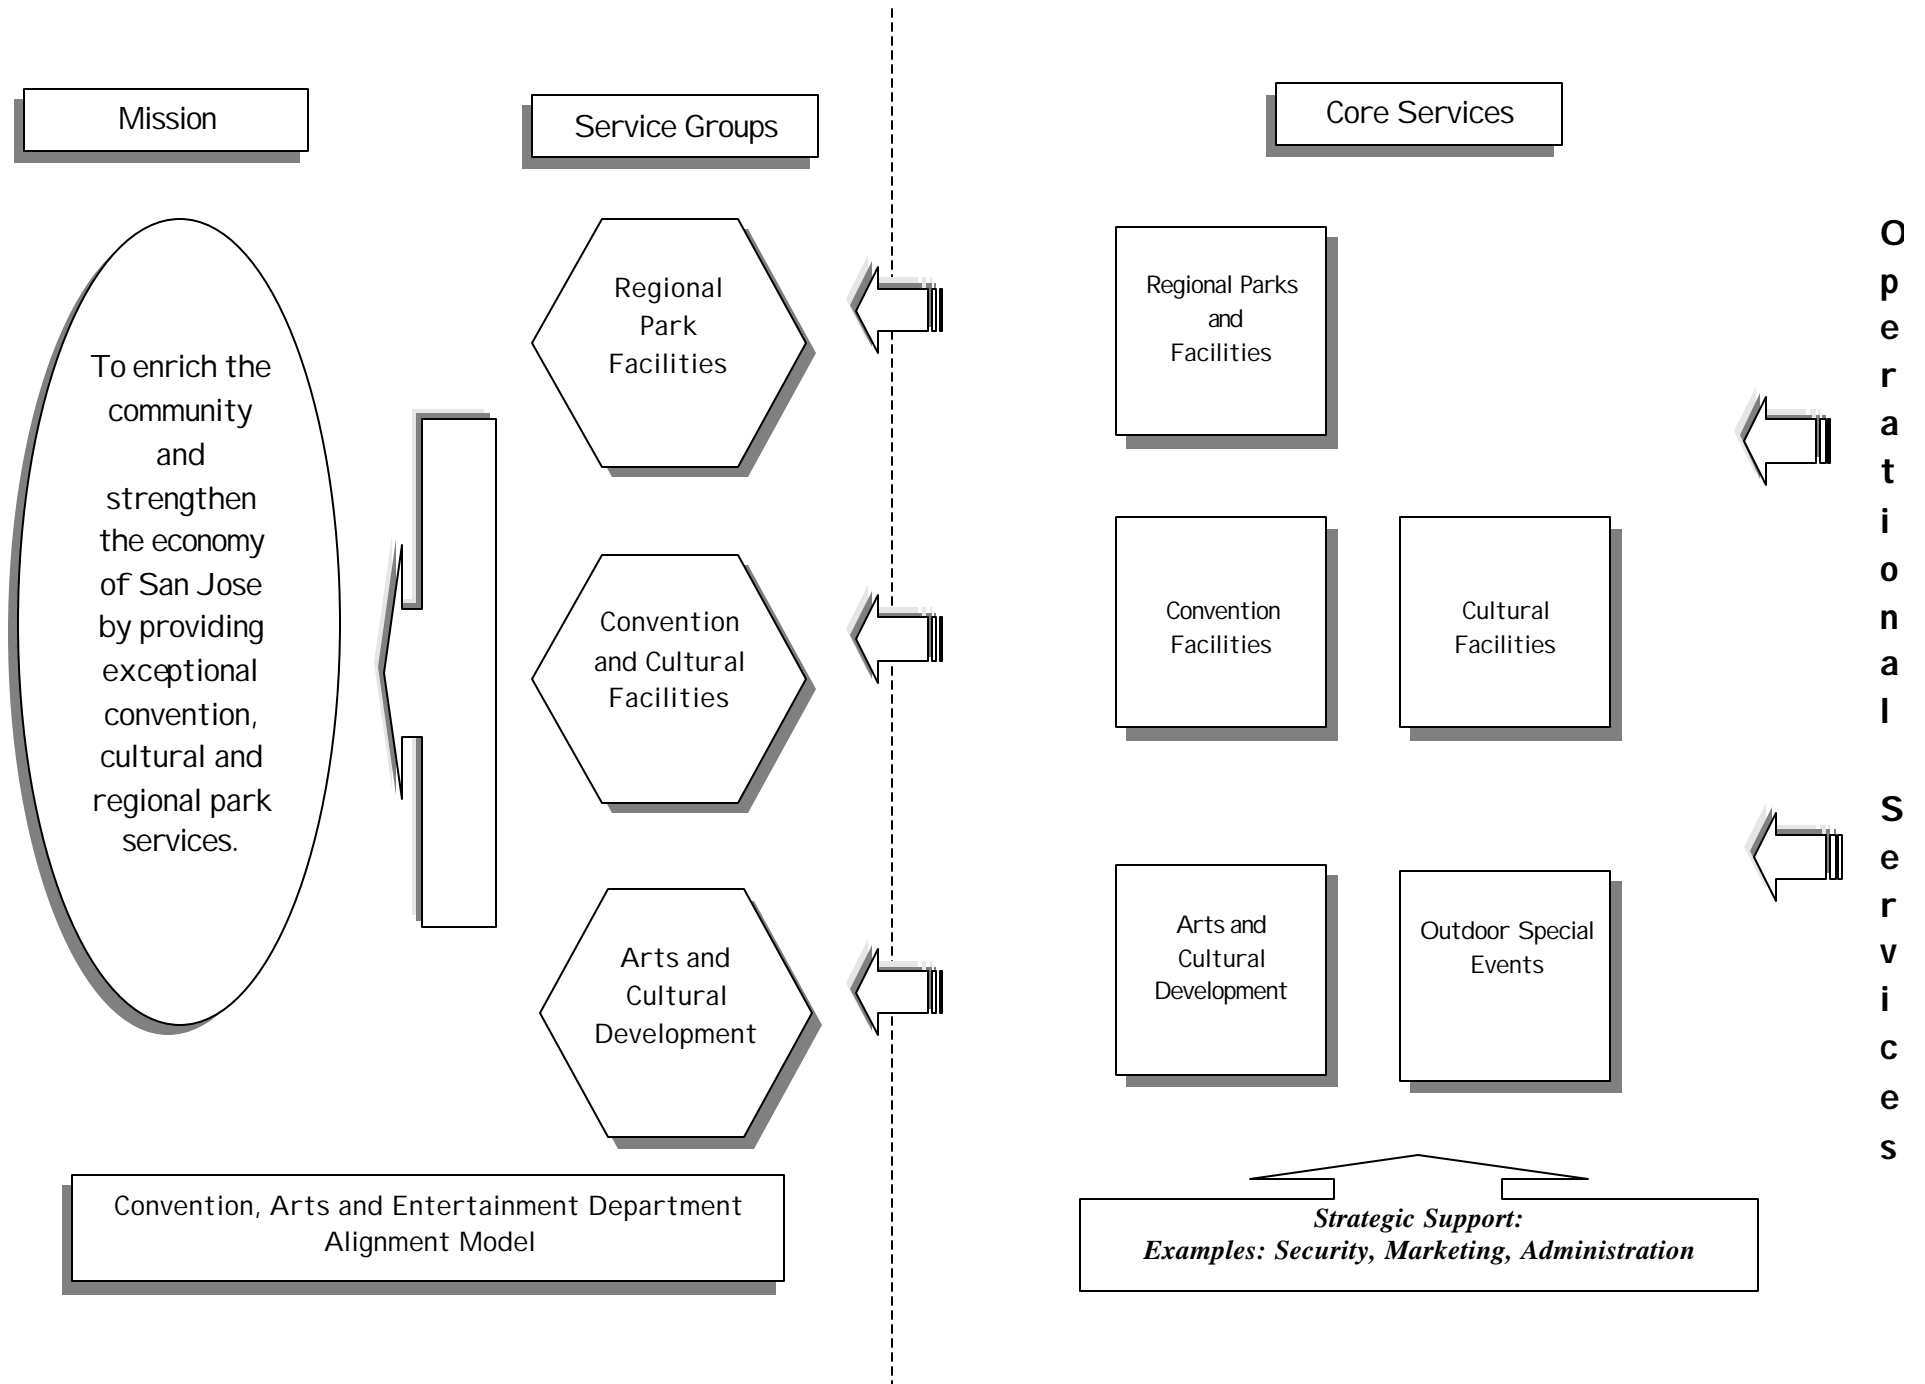 Mission
Service Groups
Core Services
To enrich the
community
and
strengthen
the economy
of San Jose
by providing
exceptional
convention,
cultural and
regional park
services.
Regional
Park
Facilities
Convention
and Cultural
Facilities
Arts and
Cultural
Development
Regional Parks
and
Facilities
Convention
Facilities
Cultural
Facilities
Arts and
Cultural
Development
Outdoor Special
Events
Operational Services
Convention, Arts and Entertainment Department
Alignment Model
Strategic Support:
Examples: Security, Marketing, Administration